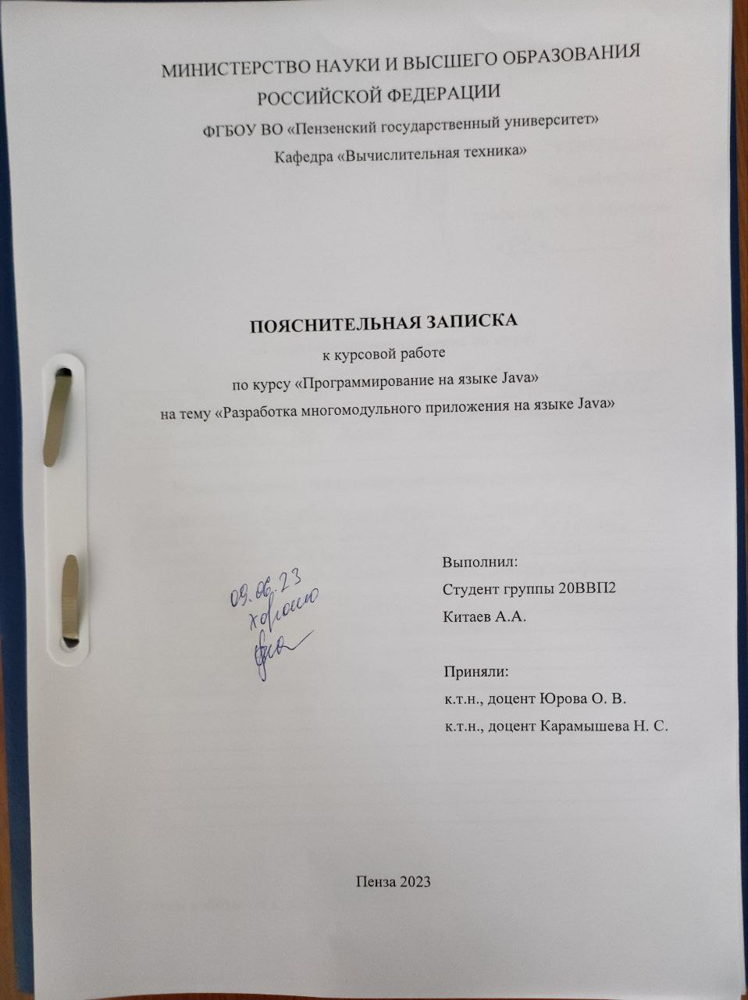 МИНИСТЕРСТВО НАУКИ И ВЫСШЕГО ОБРАЗОВАНИЯ
РОССИЙСКОЙ ФЕДЕРАЦИИ
ФГБОУ ВО «Пензенский государственный университет»
Кафедра «Вычислительная техника»
ПОЯСНИТЕЛЬНАЯ ЗАПИСКА
к курсовой работе
по курсу «Программирование на языке Java»
на тему «Разработка многомодульного приложения на языке Java»
09.06.23
хорошо
Выполнил:
Студент группы 20ВВП2
Китаев А.А.
Приняли:
к.т.н., доцент Юрова О. В.
к.т.н., доцент Карамышева Н. С.
Пенза 2023